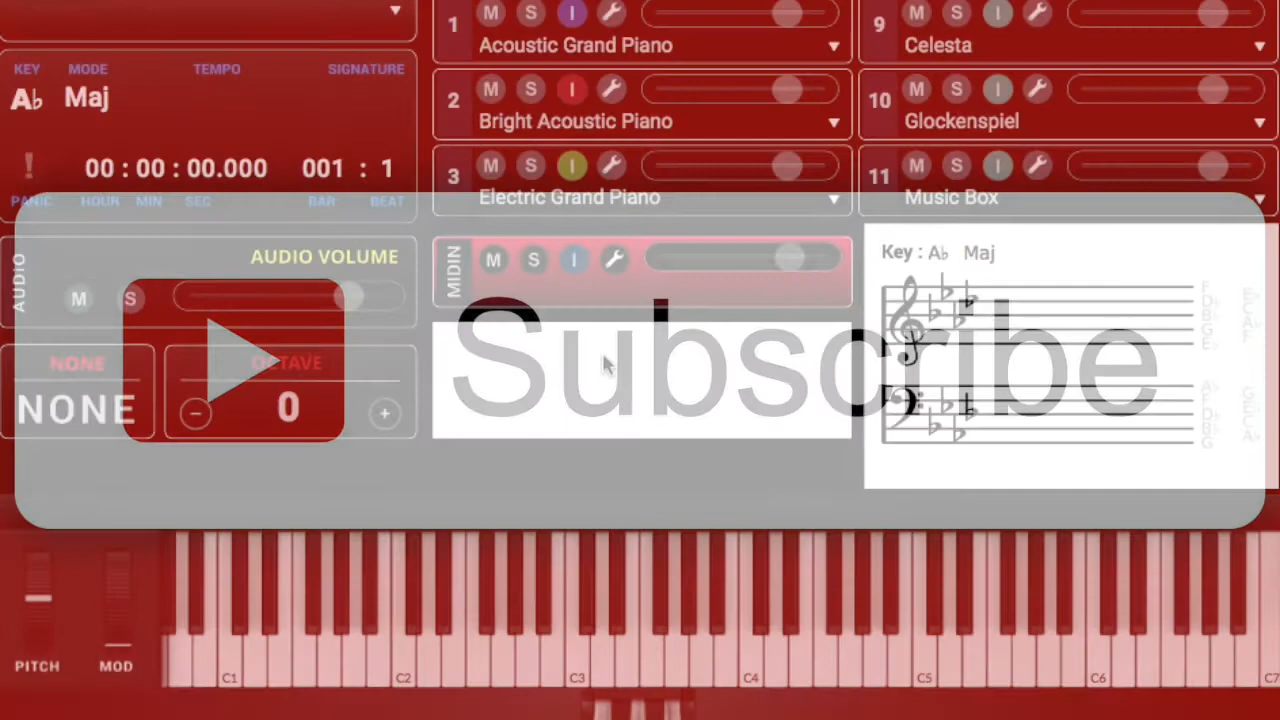 KEY MODE TEMPO SIGNATURE
A♭ Maj
00 : 00 : 00.000 001 : 1
PANIC HOUR MIN SEC BAR BEAT
1 M S I
Acoustic Grand Piano
2 M S I
Bright Acoustic Piano
3 M S I
Electric Grand Piano
9 M S I
Celesta
10 M S I
Glockenspiel
11 M S I
Music Box
AUDIO
AUDIO VOLUME
M S
MIDIN M S I
Key : A♭ Maj
Subscribe
NONE
NONE
OCTAVE
− 0 +
PITCH MOD
C1 C2 C3 C4 C5 C6 C7